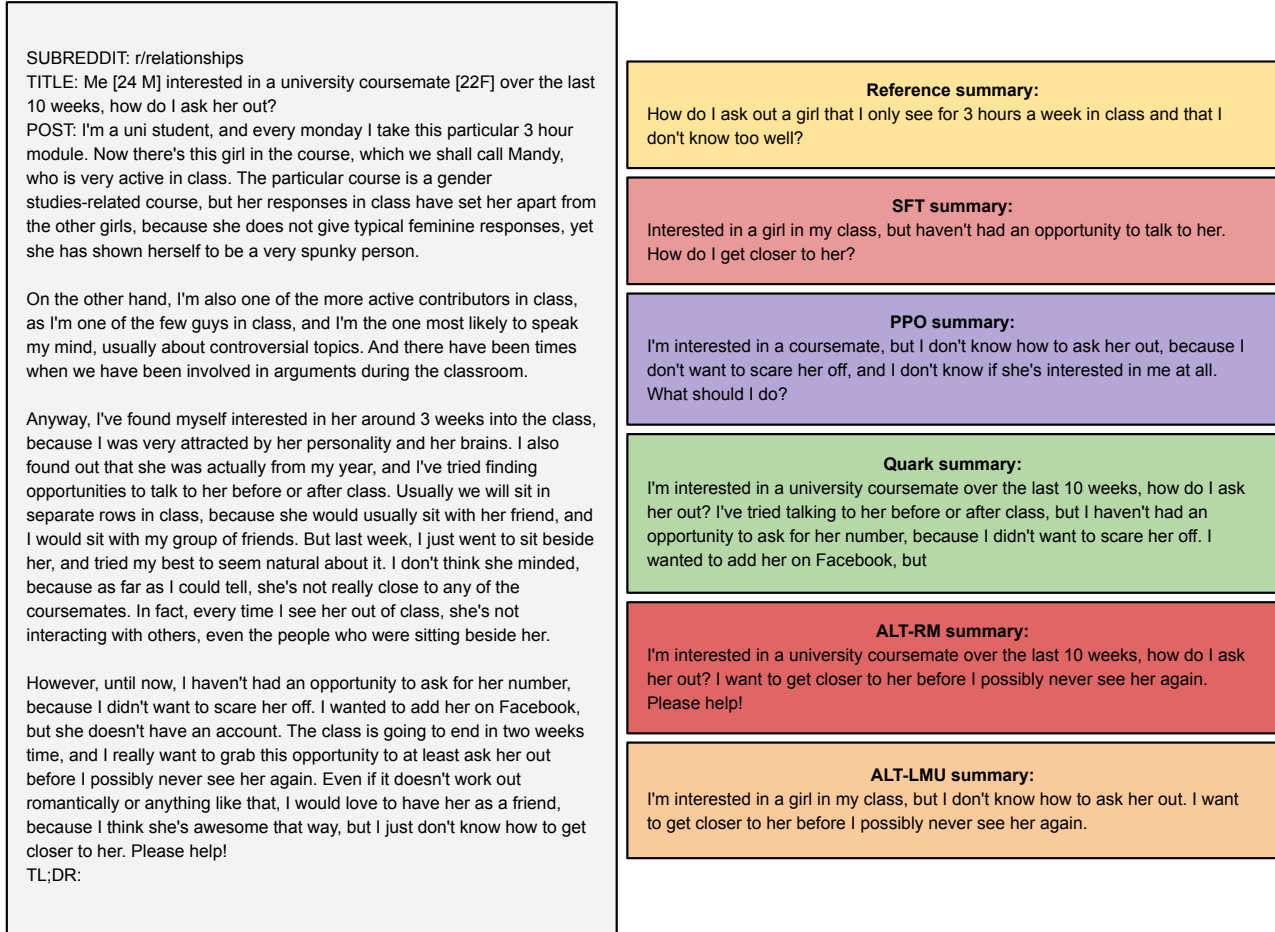 SUBREDDIT: r/relationships
TITLE: Me [24 M] interested in a university coursemate [22F] over the last
10 weeks, how do I ask her out?
POST: I'm a uni student, and every monday I take this particular 3 hour
module. Now there's this girl in the course, which we shall call Mandy,
who is very active in class. The particular course is a gender
studies-related course, but her responses in class have set her apart from
the other girls, because she does not give typical feminine responses, yet
she has shown herself to be a very spunky person.
On the other hand, I'm also one of the more active contributors in class,
as I'm one of the few guys in class, and I'm the one most likely to speak
my mind, usually about controversial topics. And there have been times
when we have been involved in arguments during the classroom.
Anyway, I've found myself interested in her around 3 weeks into the class,
because I was very attracted by her personality and her brains. I also
found out that she was actually from my year, and I've tried finding
opportunities to talk to her before or after class. Usually we will sit in
separate rows in class, because she would usually sit with her friend, and
I would sit with my group of friends. But last week, I just went to sit beside
her, and tried my best to seem natural about it. I don't think she minded,
because as far as I could tell, she's not really close to any of the
coursemates. In fact, every time I see her out of class, she's not
interacting with others, even the people who were sitting beside her.
However, until now, I haven't had an opportunity to ask for her number,
because I didn't want to scare her off. I wanted to add her on Facebook,
but she doesn't have an account. The class is going to end in two weeks
time, and I really want to grab this opportunity to at least ask her out
before I possibly never see her again. Even if it doesn't work out
romantically or anything like that, I would love to have her as a friend,
because I think she's awesome that way, but I just don't know how to get
closer to her. Please help!
TL;DR:
Reference summary:
How do I ask out a girl that I only see for 3 hours a week in class and that I
don't know too well?
SFT summary:
Interested in a girl in my class, but haven't had an opportunity to talk to her.
How do I get closer to her?
PPO summary:
I'm interested in a coursemate, but I don't know how to ask her out, because I
don't want to scare her off, and I don't know if she's interested in me at all.
What should I do?
Quark summary:
I'm interested in a university coursemate over the last 10 weeks, how do I ask
her out? I've tried talking to her before or after class, but I haven't had an
opportunity to ask for her number, because I didn't want to scare her off. I
wanted to add her on Facebook, but
ALT-RM summary:
I'm interested in a university coursemate over the last 10 weeks, how do I ask
her out? I want to get closer to her before I possibly never see her again.
Please help!
ALT-LMU summary:
I'm interested in a girl in my class, but I don't know how to ask her out. I want
to get closer to her before I possibly never see her again.